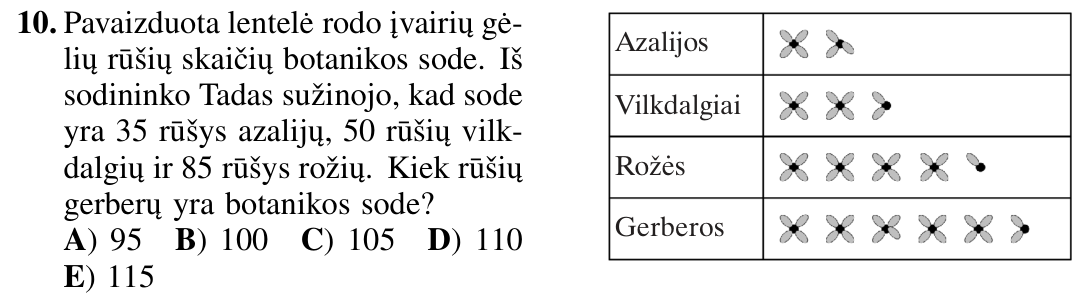 10. Pavaizduota lentelė rodo įvairių gė-
lių rūšių skaičių botanikos sode. Iš
sodininko Tadas sužinojo, kad sode
yra 35 rūšys azalijų, 50 rūšių vilk-
dalgių ir 85 rūšys rožių. Kiek rūšių
gerberų yra botanikos sode?
A) 95 B) 100 C) 105 D) 110
E) 115
Azalijos
Vilkdalgiai
Rožės
Gerberos